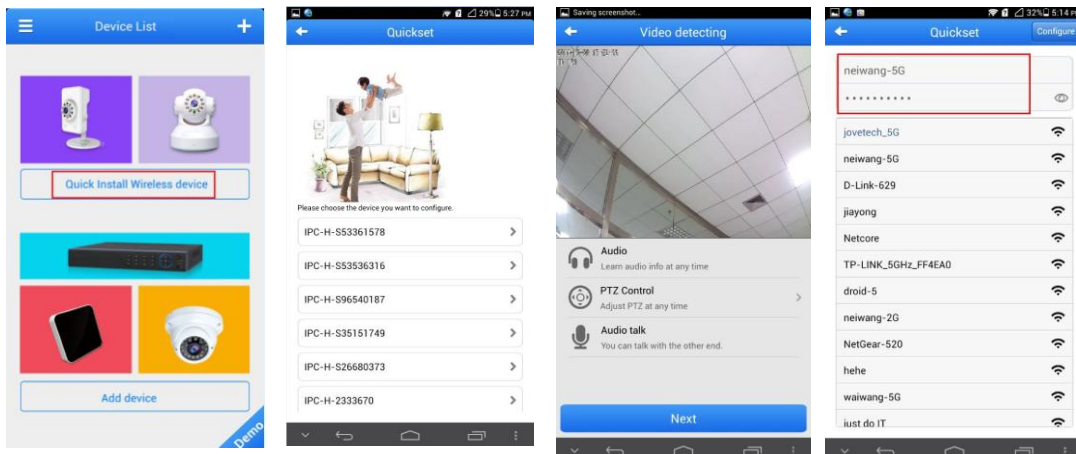 Device List
Quick Install Wireless device
Add device
Demo
29% 5:27 PM
Quickset
Please choose the device you want to configure.
IPC-H-S53361578
IPC-H-S53536316
IPC-H-S96540187
IPC-H-S35151749
IPC-H-S26680373
IPC-H-2333670
Saving screenshot...
Video detecting
Audio
Learn audio info at any time
PTZ Control
Adjust PTZ at any time
Audio talk
You can talk with the other end.
Next
32% 5:14 PM
Quickset
Configure
neiwang-5G
jovetech_5G
neiwang-5G
D-Link-629
jiayong
Netcore
TP-LINK_5GHz_FF4EA0
droid-5
neiwang-2G
NetGear-520
hehe
waiwang-5G
just do IT